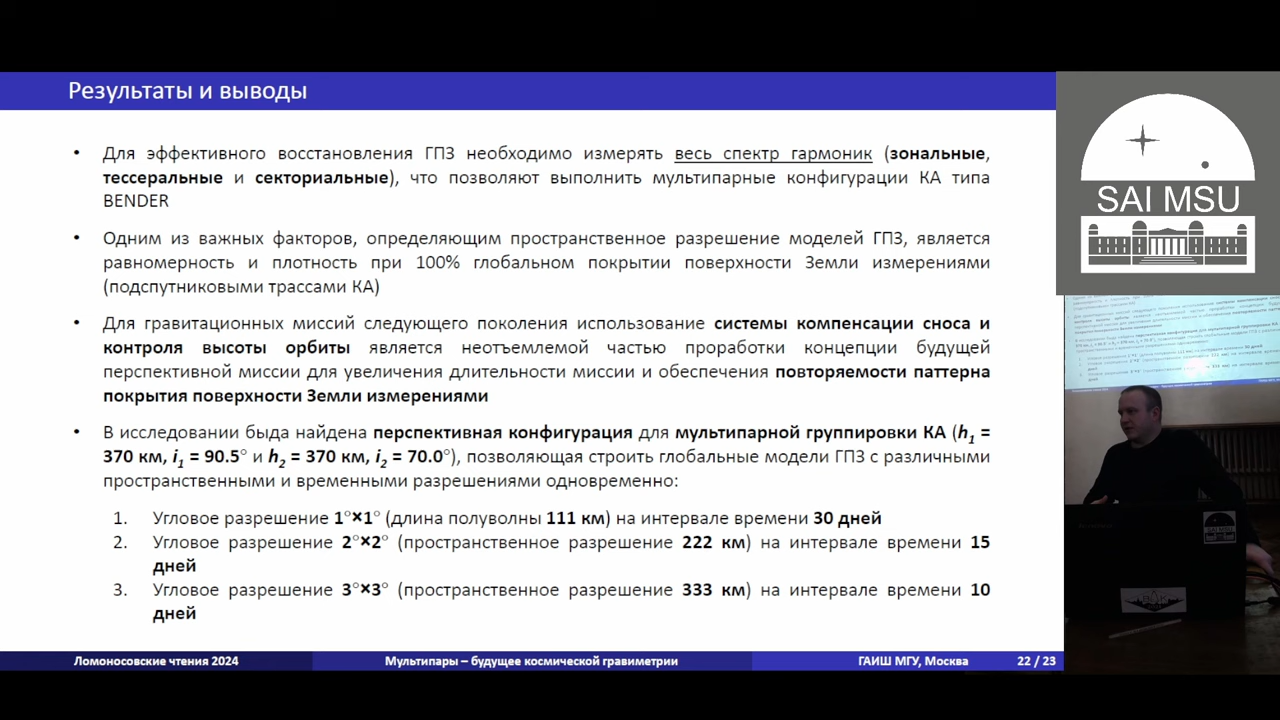 Результаты и выводы
• Для эффективного восстановления ГПЗ необходимо измерять весь спектр гармоник (зональные,
тессеральные и секториальные), что позволяют выполнить мультипарные конфигурации КА типа
BENDER
• Одним из важных факторов, определяющим пространственное разрешение моделей ГПЗ, является
равномерность и плотность при 100% глобальном покрытии поверхности Земли измерениями
(подспутниковыми трассами КА)
• Для гравитационных миссий следующего поколения использование системы компенсации сноса и
контроля высоты орбиты является неотъемлемой частью проработки концепции будущей
перспективной миссии для увеличения длительности миссии и обеспечения повторяемости паттерна
покрытия поверхности Земли измерениями
• В исследовании быда найдена перспективная конфигурация для мультипарной группировки КА (h1 =
370 км, i1 = 90.5° и h2 = 370 км, i2 = 70.0°), позволяющая строить глобальные модели ГПЗ с различными
пространственными и временными разрешениями одновременно:
1. Угловое разрешение 1°×1° (длина полуволны 111 км) на интервале времени 30 дней
2. Угловое разрешение 2°×2° (пространственное разрешение 222 км) на интервале времени 15
дней
3. Угловое разрешение 3°×3° (пространственное разрешение 333 км) на интервале времени 10
дней
Ломоносовские чтения 2024
Мультипары – будущее космической гравиметрии
ГАИШ МГУ, Москва
22 / 23
SAI MSU
SAI MSU